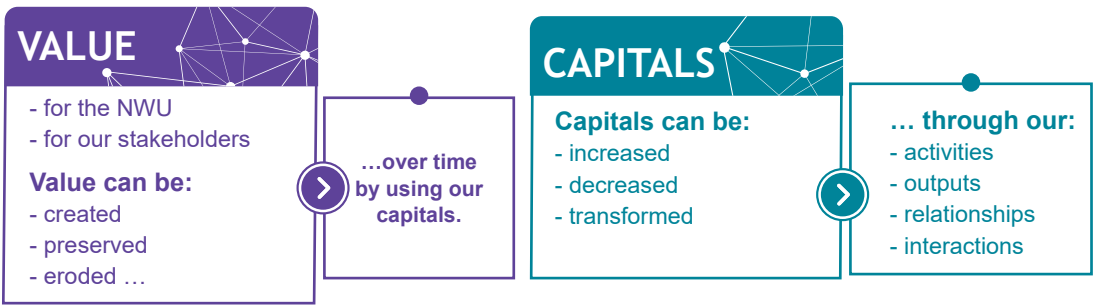 VALUE
- for the NWU
- for our stakeholders
Value can be:
- created
- preserved
- eroded …
…over time
by using our
capitals.
CAPITALS
Capitals can be:
- increased
- decreased
- transformed
… through our:
- activities
- outputs
- relationships
- interactions